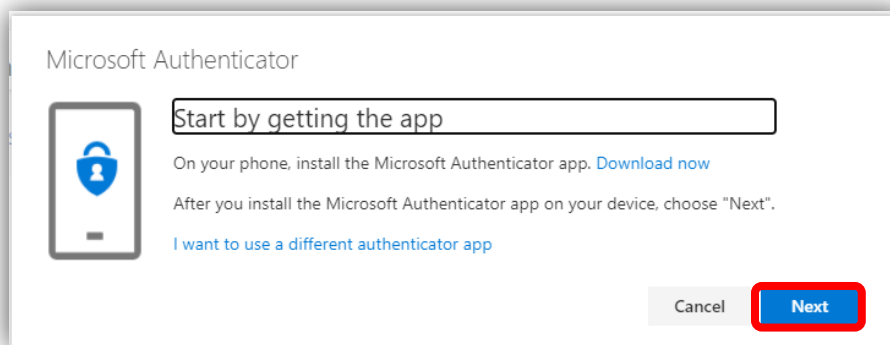 Microsoft Authenticator
Start by getting the app
On your phone, install the Microsoft Authenticator app. Download now
After you install the Microsoft Authenticator app on your device, choose "Next".
I want to use a different authenticator app
Cancel Next